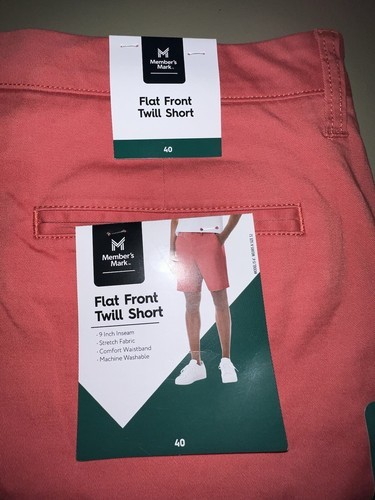 Member's
Mark
Flat Front
Twill Short
40
Member's
Mark
Flat Front
Twill Short
· 9 Inch Inseam
· Stretch Fabric
· Comfort Waistband
· Machine Washable
40